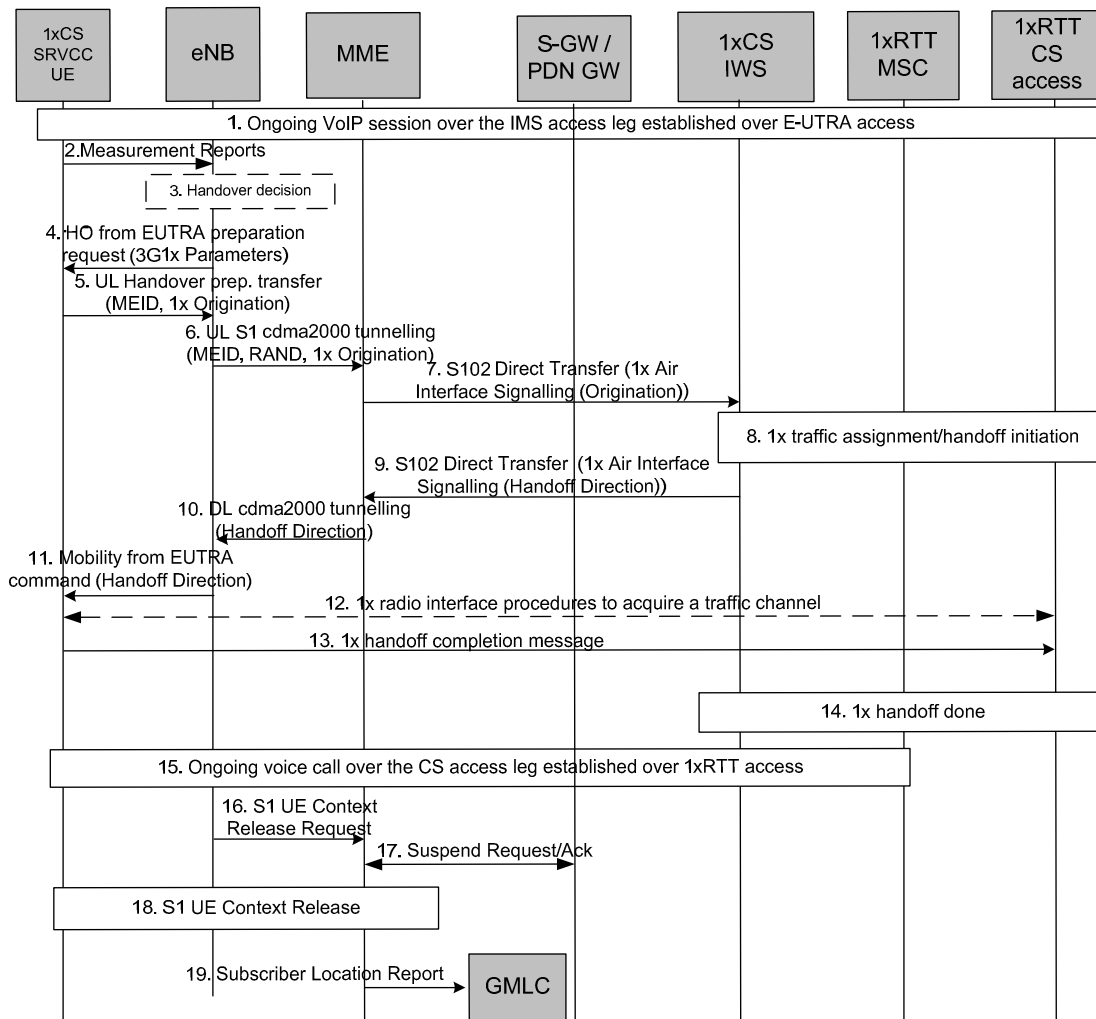 1xCS
SRVCC
UE
eNB
MME
S-GW /
PDN GW
1xCS
IWS
1xRTT
MSC
1xRTT
CS
access
1. Ongoing VoIP session over the IMS access leg established over E-UTRA access
2.Measurement Reports
3. Handover decision
4. HO from EUTRA preparation
request (3G1x Parameters)
5. UL Handover prep. transfer
(MEID, 1x Origination)
6. UL S1 cdma2000 tunnelling
(MEID, RAND, 1x Origination)
7. S102 Direct Transfer (1x Air
Interface Signalling (Origination))
8. 1x traffic assignment/handoff initiation
9. S102 Direct Transfer (1x Air Interface
Signalling (Handoff Direction))
10. DL cdma2000 tunnelling
(Handoff Direction)
11. Mobility from EUTRA
command (Handoff Direction)
12. 1x radio interface procedures to acquire a traffic channel
13. 1x handoff completion message
14. 1x handoff done
15. Ongoing voice call over the CS access leg established over 1xRTT access
16. S1 UE Context
Release Request
17. Suspend Request/Ack
18. S1 UE Context Release
19. Subscriber Location Report
GMLC